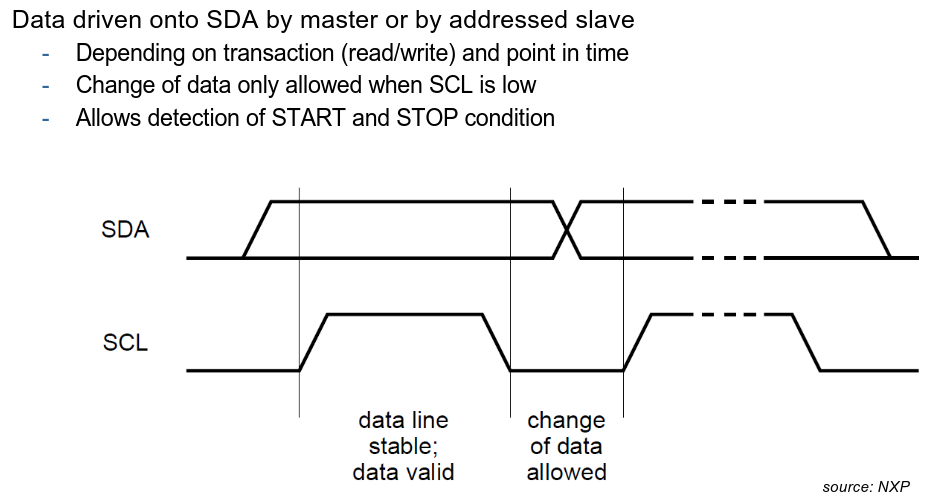 Data driven onto SDA by master or by addressed slave
- Depending on transaction (read/write) and point in time
- Change of data only allowed when SCL is low
- Allows detection of START and STOP condition
SDA
SCL
data line
stable;
data valid
change
of data
allowed
source: NXP